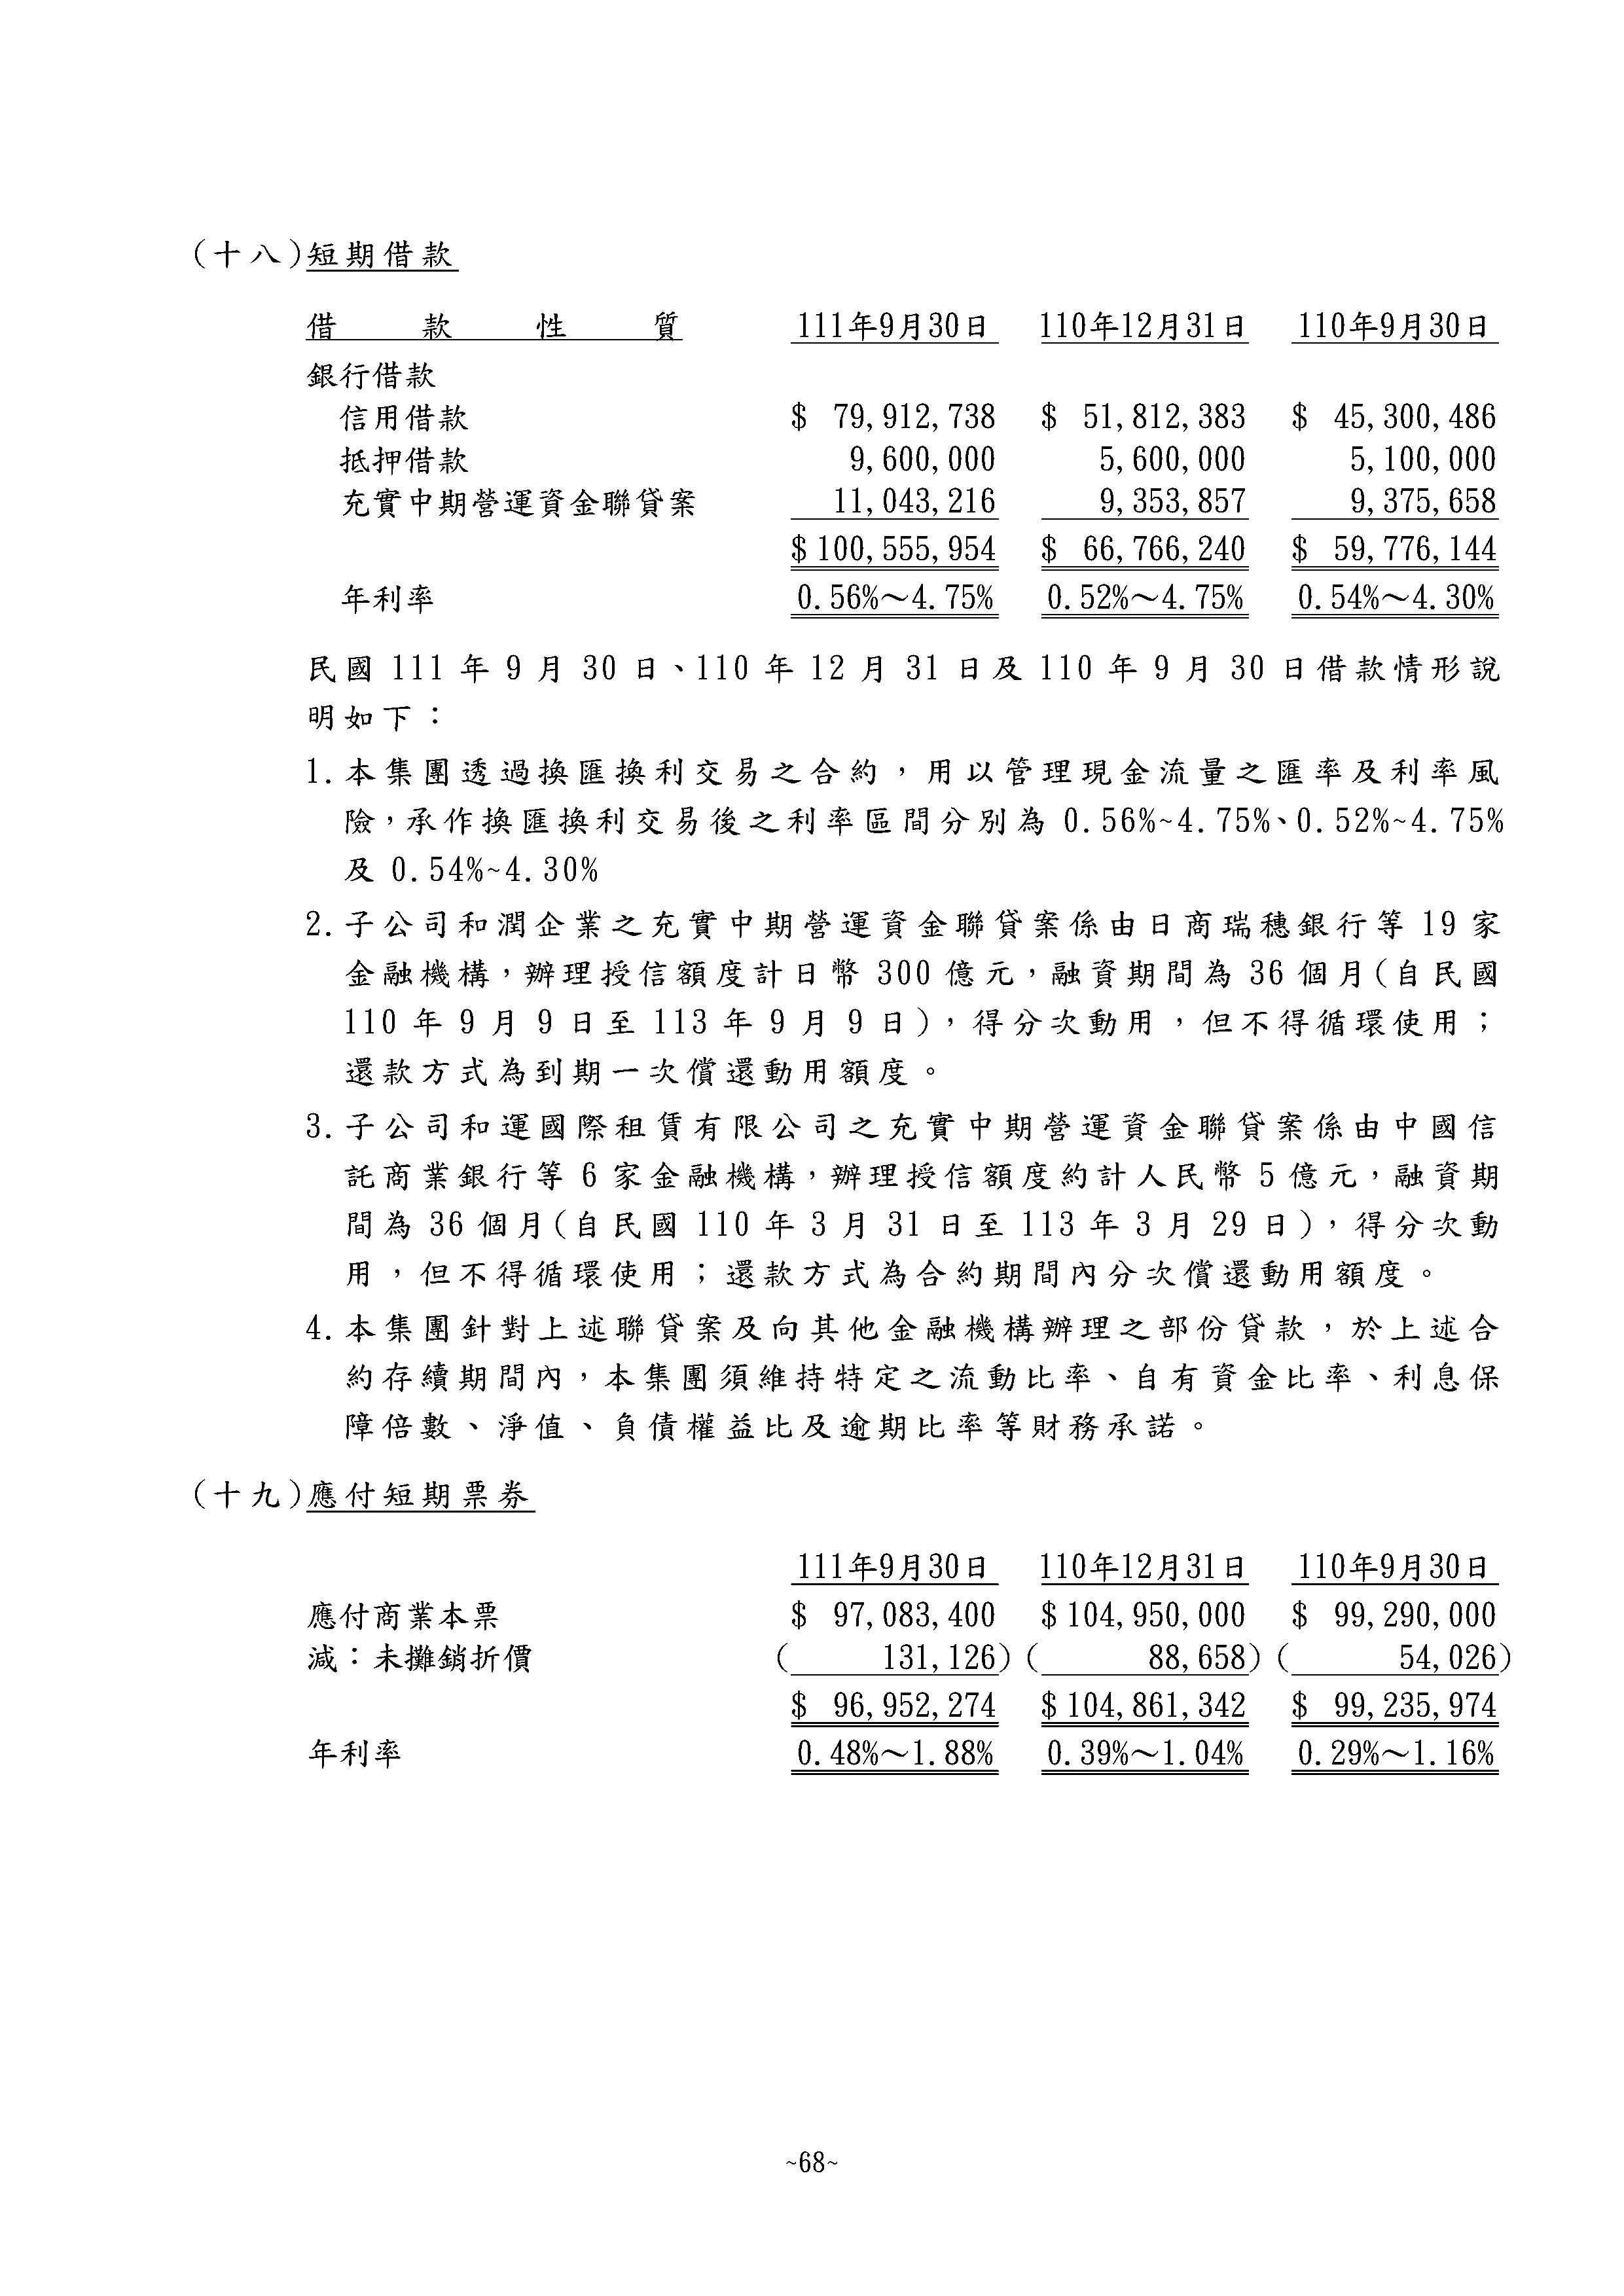 (十八)短期借款
借款性質 111年9月30日 110年12月31日 110年9月30日
銀行借款
信用借款 $ 79,912,738 $ 51,812,383 $ 45,300,486
抵押借款 9,600,000 5,600,000 5,100,000
充實中期營運資金聯貸案 11,043,216 9,353,857 9,375,658
$ 100,555,954 $ 66,766,240 $ 59,776,144
年利率 0.56%～4.75% 0.52%～4.75% 0.54%～4.30%
民國 111 年 9 月 30 日、110 年 12 月 31 日及 110 年 9 月 30 日借款情形說
明如下：
1.本集團透過換匯換利交易之合約，用以管理現金流量之匯率及利率風
險，承作換匯換利交易後之利率區間分別為 0.56%~4.75%、0.52%~4.75%
及 0.54%~4.30%
2.子公司和潤企業之充實中期營運資金聯貸案係由日商瑞穗銀行等 19 家
金融機構，辦理授信額度計日幣 300 億元，融資期間為 36 個月(自民國
110 年 9 月 9 日至 113 年 9 月 9 日)，得分次動用，但不得循環使用；
還款方式為到期一次償還動用額度。
3.子公司和運國際租賃有限公司之充實中期營運資金聯貸案係由中國信
託商業銀行等 6 家金融機構，辦理授信額度約計人民幣 5 億元，融資期
間為 36 個月(自民國 110 年 3 月 31 日至 113 年 3 月 29 日)，得分次動
用，但不得循環使用；還款方式為合約期間內分次償還動用額度。
4.本集團針對上述聯貸案及向其他金融機構辦理之部份貸款，於上述合
約存續期間內，本集團須維持特定之流動比率、自有資金比率、利息保
障倍數、淨值、負債權益比及逾期比率等財務承諾。
(十九)應付短期票券
111年9月30日 110年12月31日 110年9月30日
應付商業本票 $ 97,083,400 $ 104,950,000 $ 99,290,000
減：未攤銷折價 ( 131,126) ( 88,658) ( 54,026)
$ 96,952,274 $ 104,861,342 $ 99,235,974
年利率 0.48%～1.88% 0.39%～1.04% 0.29%～1.16%
~68~